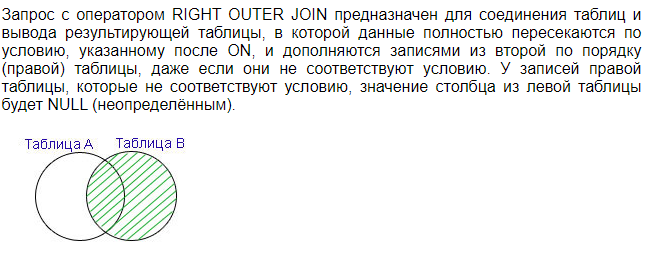 Запрос с оператором RIGHT OUTER JOIN предназначен для соединения таблиц и
вывода результирующей таблицы, в которой данные полностью пересекаются по
условию, указанному после ON, и дополняются записями из второй по порядку
(правой) таблицы, даже если они не соответствуют условию. У записей правой
таблицы, которые не соответствуют условию, значение столбца из левой таблицы
будет NULL (неопределённым).
Таблица A Таблица B